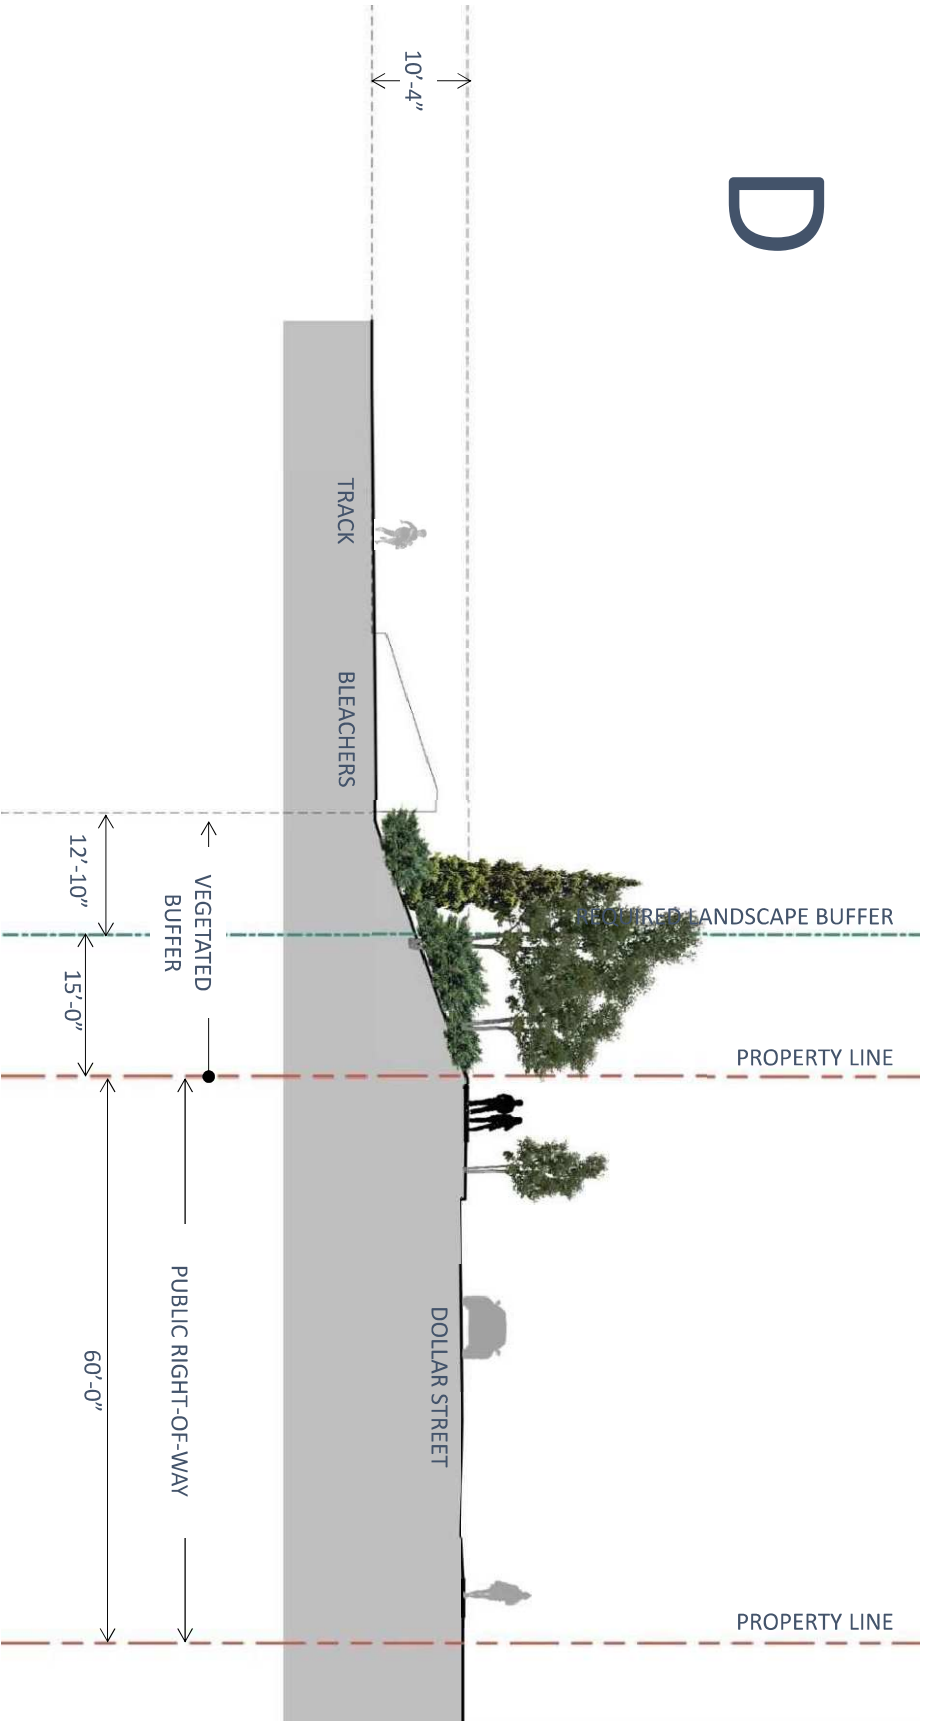 D
10’-4”
REQUIRED LANDSCAPE BUFFER
PROPERTY LINE
PROPERTY LINE
TRACK
BLEACHERS
DOLLAR STREET
VEGETATED
BUFFER
PUBLIC RIGHT-OF-WAY
12’-10”
15’-0”
60’-0”